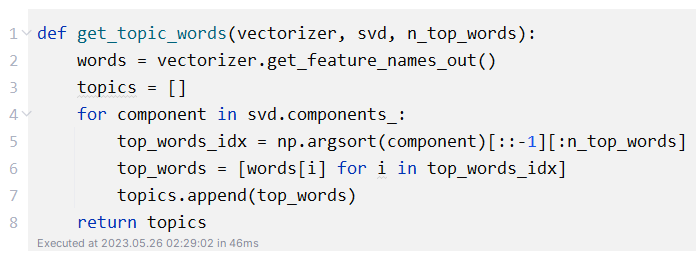 1 def get_topic_words(vectorizer, svd, n_top_words):
2     words = vectorizer.get_feature_names_out()
3     topics = []
4     for component in svd.components_:
5         top_words_idx = np.argsort(component)[::-1][:n_top_words]
6         top_words = [words[i] for i in top_words_idx]
7         topics.append(top_words)
8     return topics
Executed at 2023.05.26 02:29:02 in 46ms